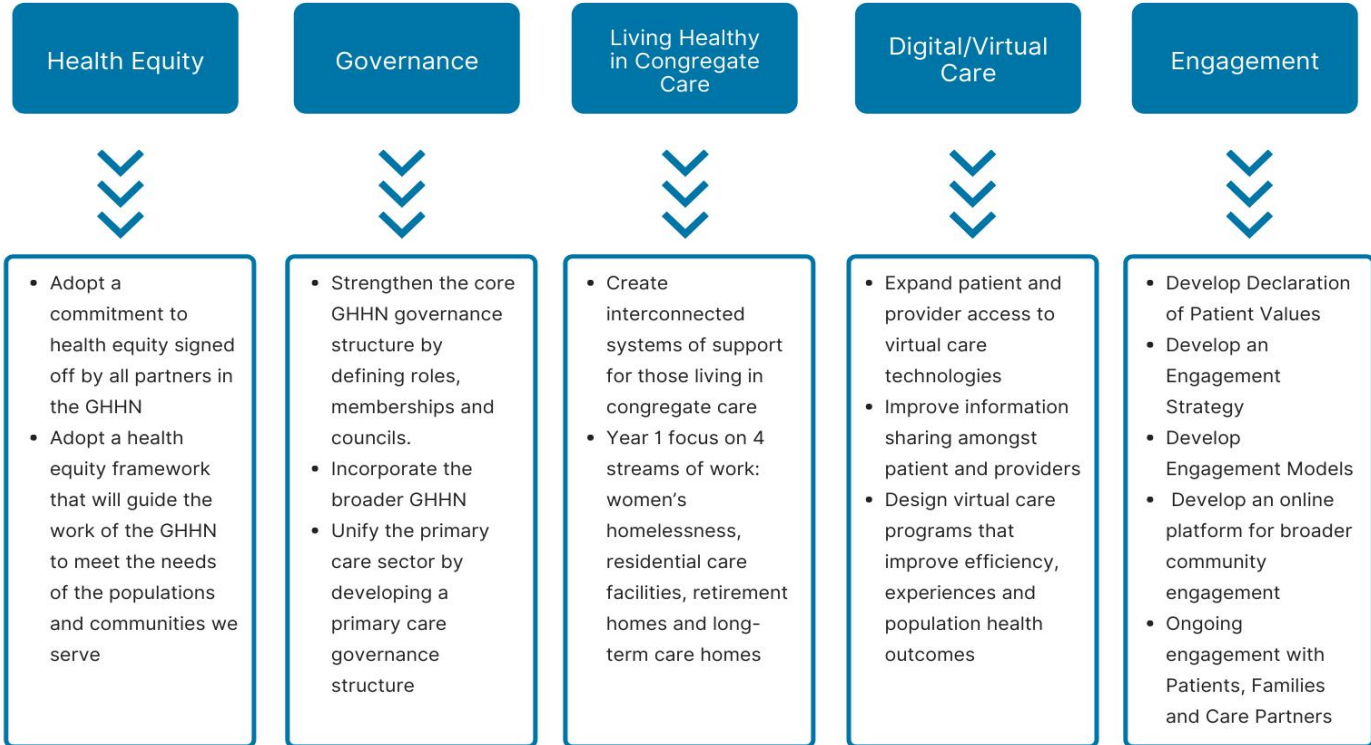 Health Equity
Governance
Living Healthy
in Congregate
Care
Digital/Virtual
Care
Engagement
• Adopt a
commitment to
health equity signed
off by all partners in
the GHHN
• Adopt a health
equity framework
that will guide the
work of the GHHN
to meet the needs
of the populations
and communities we
serve
• Strengthen the core
GHHN governance
structure by
defining roles,
memberships and
councils.
• Incorporate the
broader GHHN
• Unify the primary
care sector by
developing a
primary care
governance
structure
• Create
interconnected
systems of support
for those living in
congregate care
• Year 1 focus on 4
streams of work:
women's
homelessness,
residential care
facilities, retirement
homes and long-
term care homes
• Expand patient and
provider access to
virtual care
technologies
• Improve information
sharing amongst
patient and providers
• Design virtual care
programs that
improve efficiency,
experiences and
population health
outcomes
• Develop Declaration
of Patient Values
• Develop an
Engagement
Strategy
• Develop
Engagement Models
• Develop an online
platform for broader
community
engagement
• Ongoing
engagement with
Patients, Families
and Care Partners